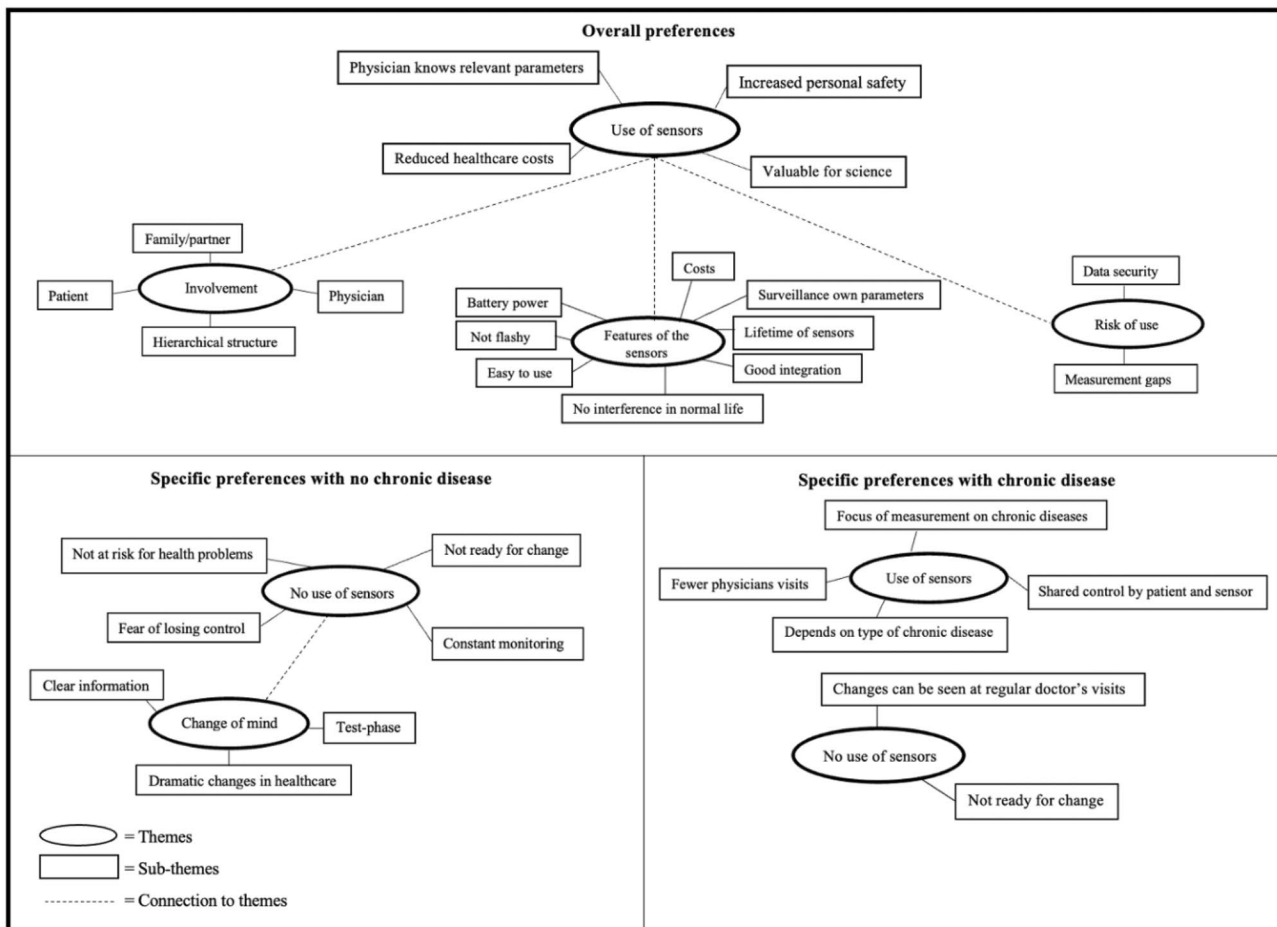 Overall preferences
Physician knows relevant parameters
Increased personal safety
Use of sensors
Reduced healthcare costs
Valuable for science
Family/partner
Patient
Involvement
Physician
Hierarchical structure
Costs
Battery power
Surveillance own parameters
Not flashy
Features of the
sensors
Lifetime of sensors
Easy to use
Good integration
No interference in normal life
Data security
Risk of use
Measurement gaps
Specific preferences with no chronic disease
Not at risk for health problems
Not ready for change
No use of sensors
Fear of losing control
Constant monitoring
Clear information
Change of mind
Test-phase
Dramatic changes in healthcare
= Themes
= Sub-themes
= Connection to themes
Specific preferences with chronic disease
Focus of measurement on chronic diseases
Fewer physicians visits
Use of sensors
Shared control by patient and sensor
Depends on type of chronic disease
Changes can be seen at regular doctor's visits
No use of sensors
Not ready for change